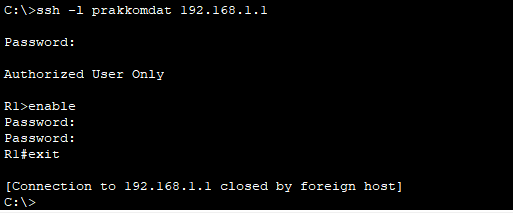 C:\>ssh -l prakkomdat 192.168.1.1
Password:
Authorized User Only
R1>enable
Password:
Password:
R1#exit
[Connection to 192.168.1.1 closed by foreign host]
C:\>